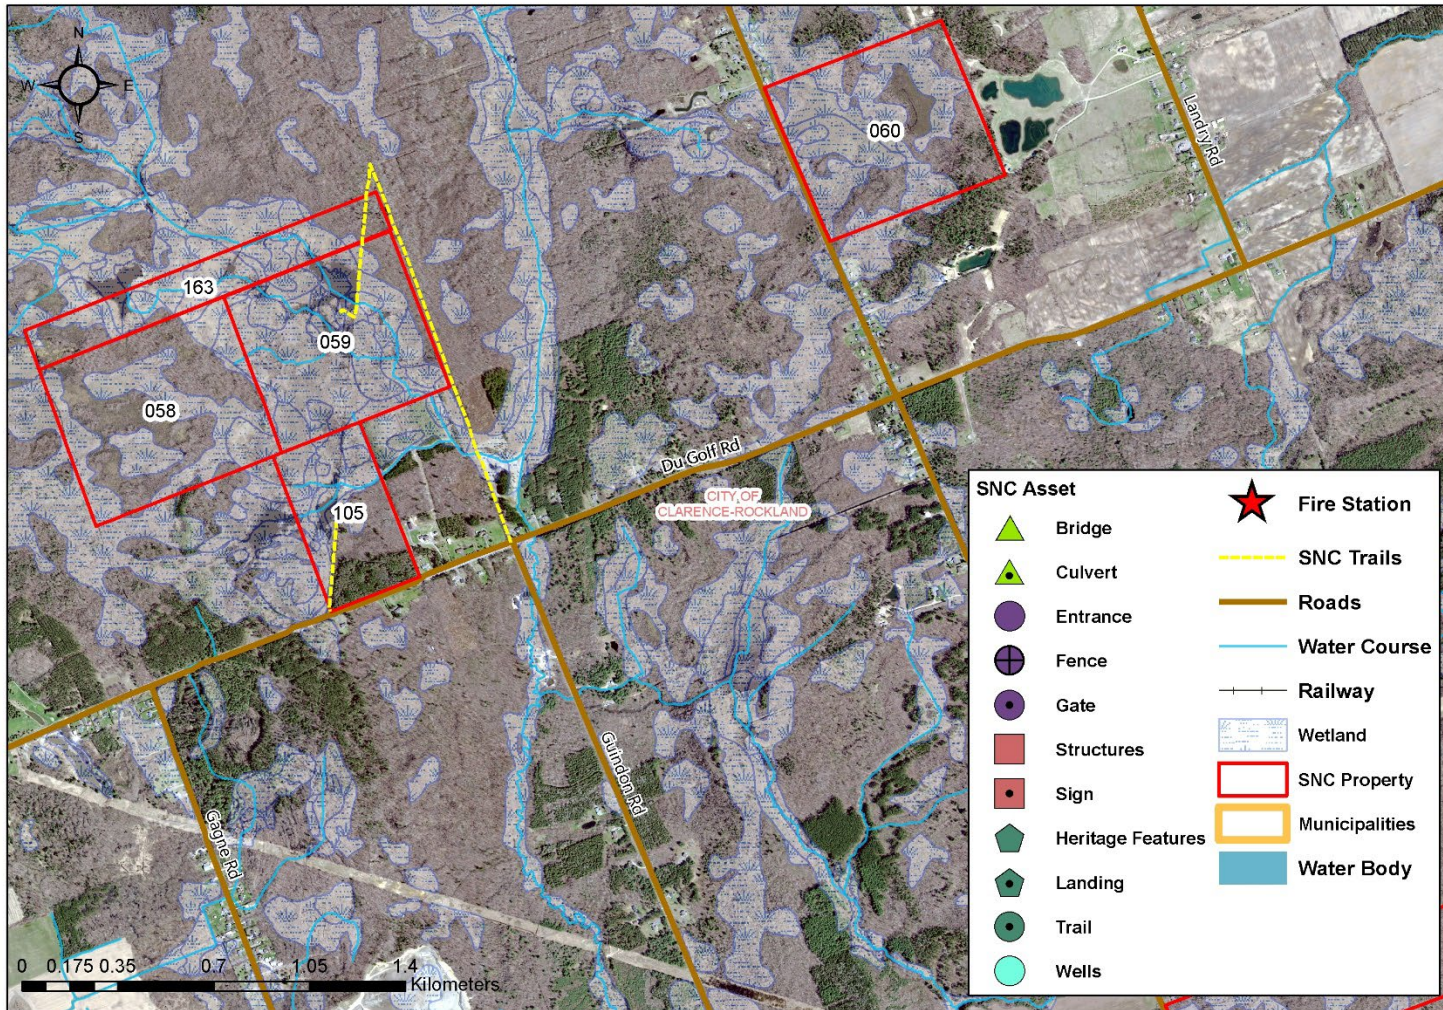 N
W E
S
060
Landry Rd
163
059
058
Du Golf Rd
CITY OF
CLARENCE-ROCKLAND
105
Guindon Rd
Gagne Rd
0 0.175 0.35 0.7 1.05 1.4
Kilometers
SNC Asset
Bridge
Culvert
Entrance
Fence
Gate
Structures
Sign
Heritage Features
Landing
Trail
Wells
Fire Station
SNC Trails
Roads
Water Course
Railway
Wetland
SNC Property
Municipalities
Water Body